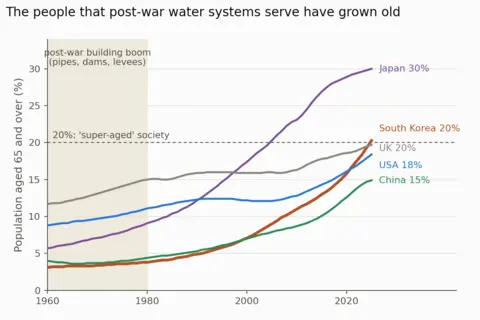 The people that post-war water systems serve have grown old
Population aged 65 and over (%)
30
25
20
15
10
5
0
1960
1980
2000
2020
post-war building boom
(pipes, dams, levees)
20%: 'super-aged' society
Japan 30%
South Korea 20%
UK 20%
USA 18%
China 15%